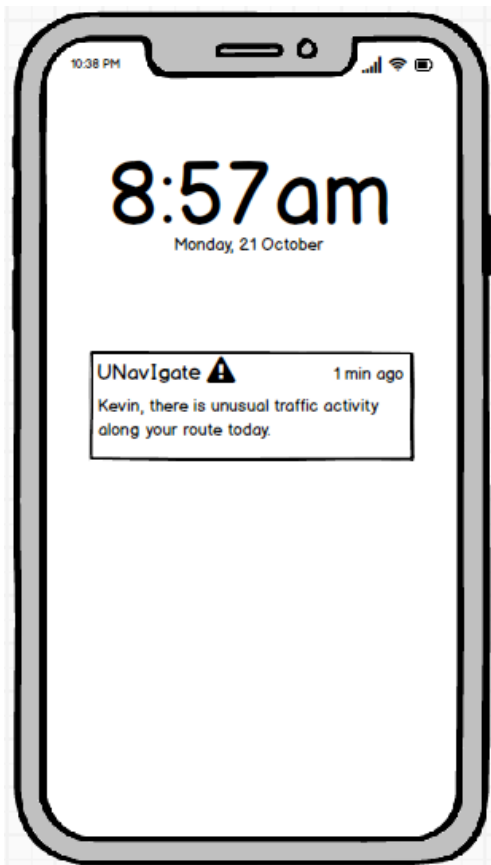 10:38 PM
8:57am
Monday, 21 October
UNavIgate 1 min ago
Kevin, there is unusual traffic activity
along your route today.